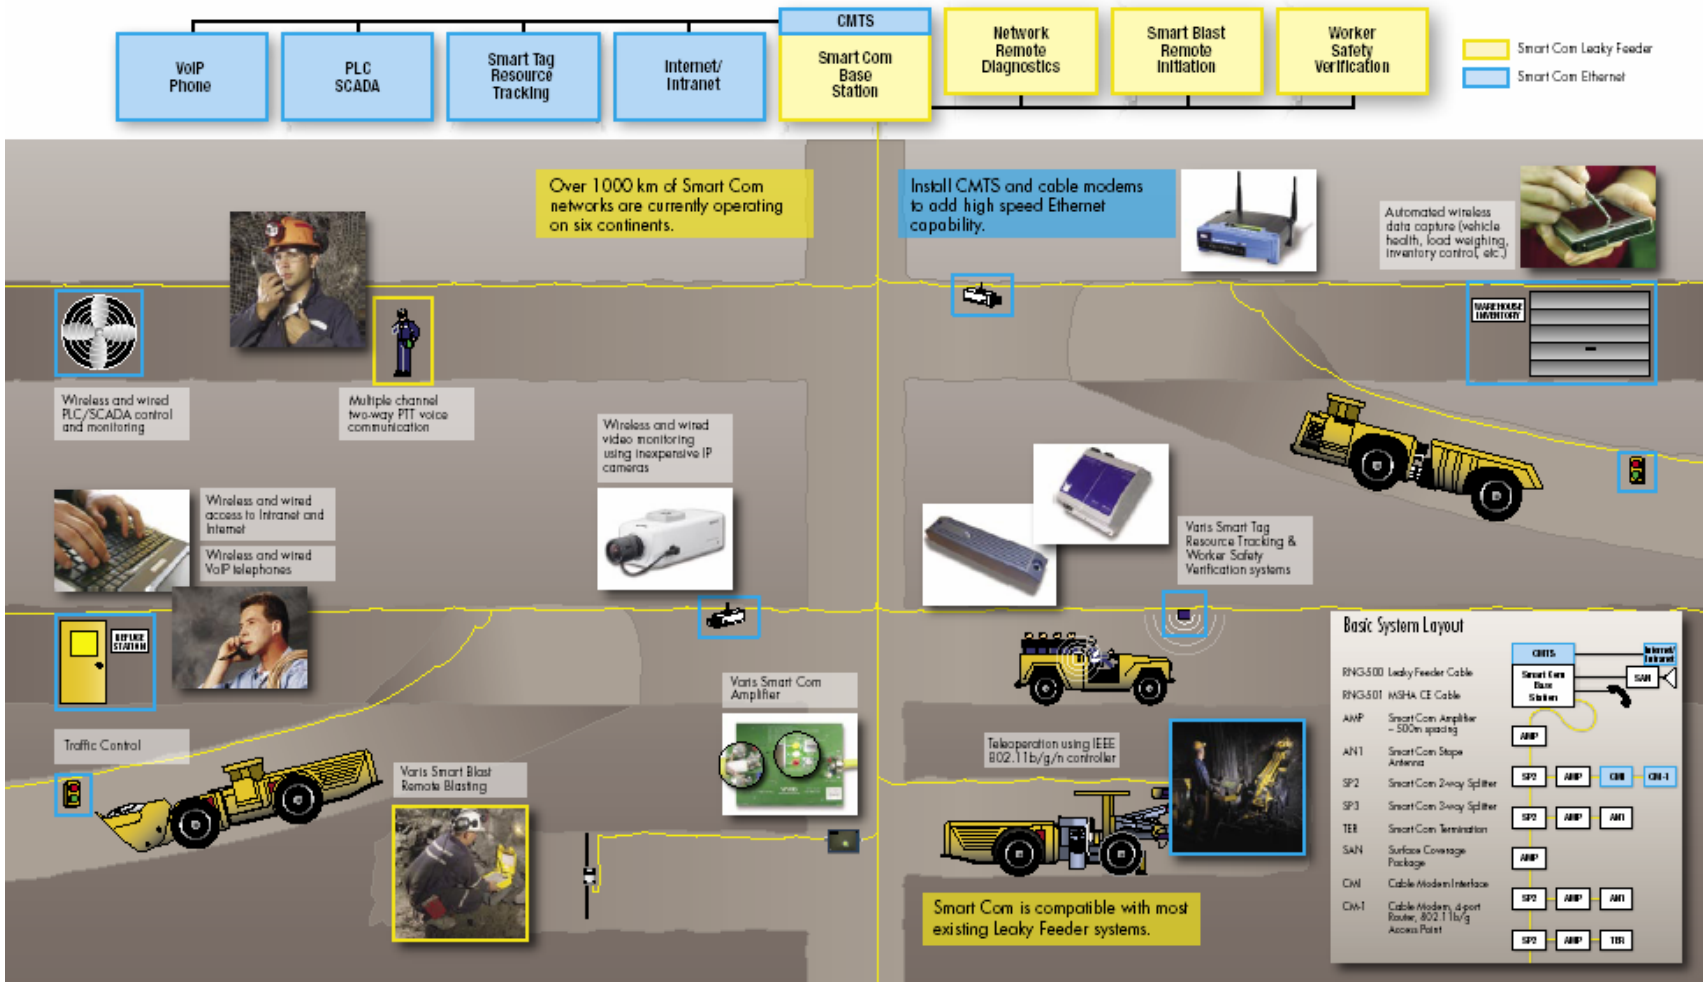 CMTS
VoIP
Phone
PLC
SCADA
Smart Tag
Resource
Tracking
Internet/
Intranet
Smart Com
Base
Station
Network
Remote
Diagnostics
Smart Blast
Remote
Initiation
Worker
Safety
Verification
Smart Com Leaky Feeder
Smart Com Ethernet
Over 1000 km of Smart Com
networks are currently operating
on six continents.
Install CMTS and cable modems
to add high speed Ethernet
capability.
Automated wireless
data capture (vehicle
health, load weighing,
inventory control, etc.)
WAREHOUSE
INVENTORY
Wireless and wired
PLC/SCADA control
and monitoring
Multiple channel
two-way PTT voice
communication
Wireless and wired
video monitoring
using inexpensive IP
cameras
Wireless and wired
access to Intranet and
Internet
Wireless and wired
VoIP telephones
Varis Smart Tag
Resource Tracking &
Worker Safety
Verification systems
REFUGE
STATION
Traffic Control
Varis Smart Com
Amplifier
Varis Smart Blast
Remote Blasting
Teleoperation using IEEE
802.11b/g/n controller
Smart Com is compatible with most
existing Leaky Feeder systems.
Basic System Layout
RNG-500 Leaky Feeder Cable
RNG-501 MSHA CE Cable
AMP Smart Com Amplifier
– 500m spacing
AN1 Smart Com Stope
Antenna
SP2 Smart Com 2-way Splitter
SP3 Smart Com 3-way Splitter
TER Smart Com Termination
SAN Surface Coverage
Package
CMI Cable Modem Interface
CM-1 Cable Modem, 4-port
Router, 802.11b/g
Access Point
CMTS
Internet/
Intranet
Smart Com
Base
Station
SAN
AMP
SP2 AMP CMI CM-1
SP2 AMP AN1
AMP
SP2 AMP AN1
SP2 AMP TER